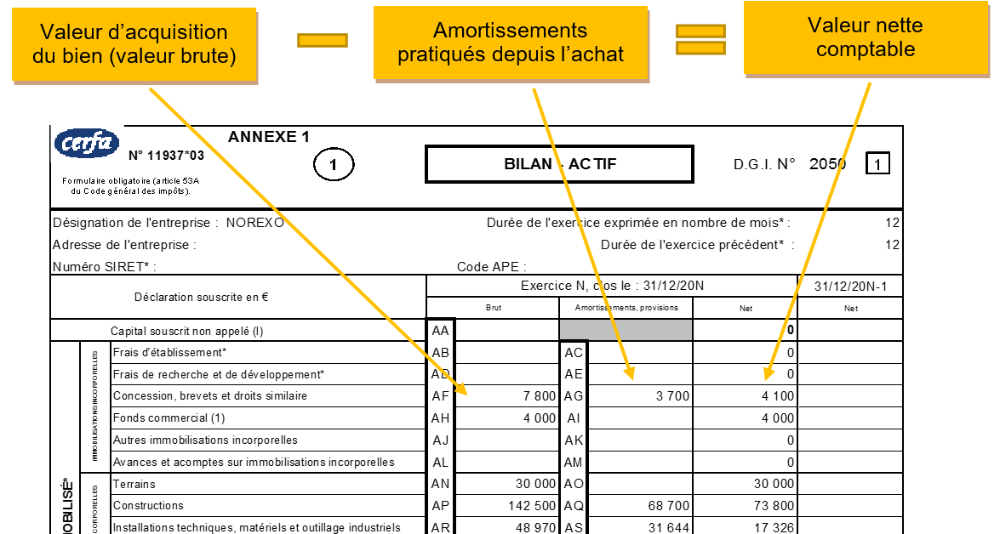 Valeur d'acquisition
du bien (valeur brute)
Amortissements
pratiqués depuis l'achat
Valeur nette
comptable
cerfa
N° 11937*03
ANNEXE 1
1
BILAN - ACTIF
D.G.I. N° 2050 1
Formulaire obligatoire (article 53A
du Code général des impôts).
Désignation de l'entreprise : NOREXO Durée de l'exercice exprimée en nombre de mois* : 12
Adresse de l'entreprise : Durée de l'exercice précédent* : 12
Numéro SIRET* : Code APE :
Déclaration souscrite en €
Exercice N, clos le : 31/12/20N 31/12/20N-1
Brut Amortissements, provisions Net Net
Capital souscrit non appelé (I) AA 0
Frais d'établissement* AB AC 0
Frais de recherche et de développement* AD AE 0
Concession, brevets et droits similaire AF 7 800 AG 3 700 4 100
Fonds commercial (1) AH 4 000 AI 4 000
Autres immobilisations incorporelles AJ AK 0
Avances et acomptes sur immobilisations incorporelles AL AM 0
Terrains AN 30 000 AO 30 000
Constructions AP 142 500 AQ 68 700 73 800
Installations techniques, matériels et outillage industriels AR 48 970 AS 31 644 17 326
IMMOBILISATIONS INCORPORELLES
OBILISÉ*
CORPORELLES